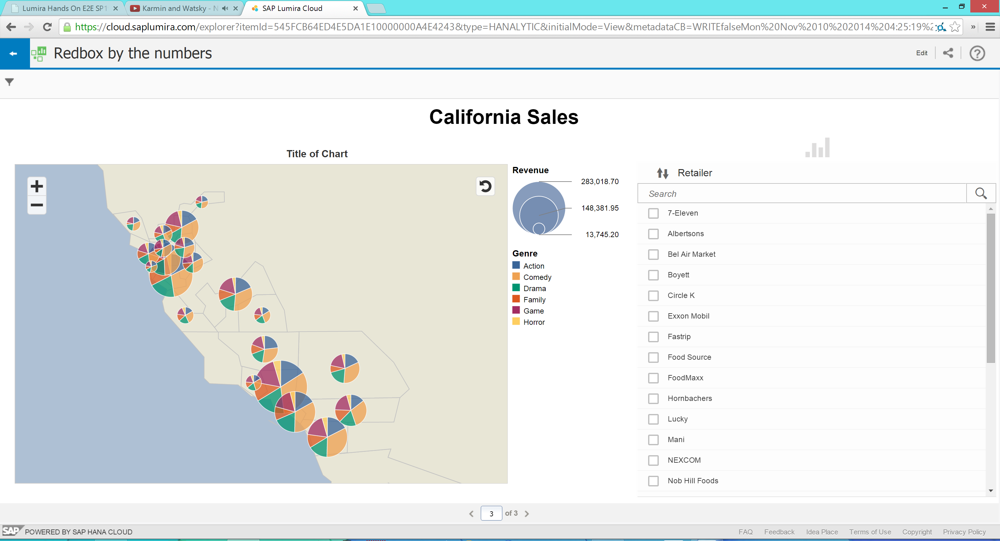 Lumira Hands On E2E SP1
Karmin and Watsky - N
SAP Lumira Cloud
https://cloud.saplumira.com/explorer?itemId=545FCB64ED4E5DA1E10000000A4E4243&type=HANALYTIC&initialMode=View&metadataCB=WRITEfalseMon%20Nov%2010%202014%204:25:19%2
Redbox by the numbers
Edit
California Sales
Title of Chart
Revenue
283,018.70
148,381.95
13,745.20
Genre
Action
Comedy
Drama
Family
Game
Horror
Retailer
Search
7-Eleven
Albertsons
Bel Air Market
Boyett
Circle K
Exxon Mobil
Fastrip
Food Source
FoodMaxx
Hornbachers
Lucky
Mani
NEXCOM
Nob Hill Foods
3 of 3
SAP POWERED BY SAP HANA CLOUD
FAQ Feedback Idea Place Terms of Use Copyright Privacy Policy